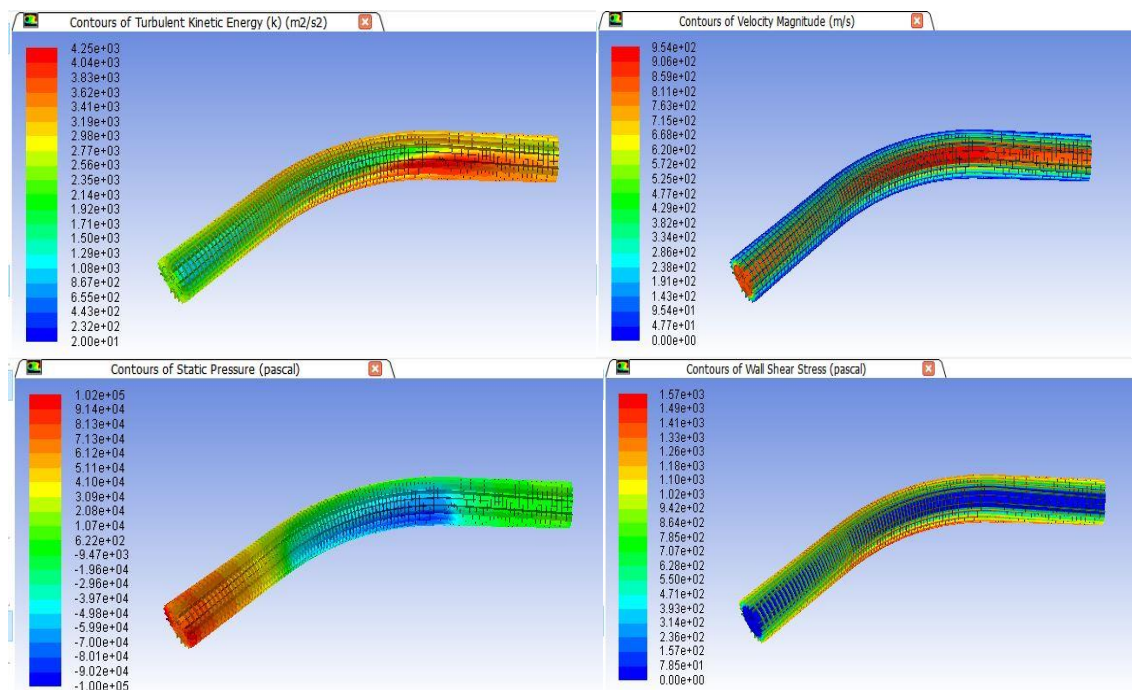 Contours of Turbulent Kinetic Energy (k) (m2/s2)
4.25e+03
4.04e+03
3.83e+03
3.62e+03
3.41e+03
3.19e+03
2.98e+03
2.77e+03
2.56e+03
2.35e+03
2.14e+03
1.92e+03
1.71e+03
1.50e+03
1.29e+03
1.08e+03
8.67e+02
6.55e+02
4.43e+02
2.32e+02
2.00e+01
Contours of Velocity Magnitude (m/s)
9.54e+02
9.06e+02
8.59e+02
8.11e+02
7.63e+02
7.15e+02
6.68e+02
6.20e+02
5.72e+02
5.25e+02
4.77e+02
4.29e+02
3.82e+02
3.34e+02
2.86e+02
2.38e+02
1.91e+02
1.43e+02
9.54e+01
4.77e+01
0.00e+00
Contours of Static Pressure (pascal)
1.02e+05
9.14e+04
8.13e+04
7.12e+04
6.12e+04
5.11e+04
4.10e+04
3.09e+04
2.08e+04
1.07e+04
6.22e+02
-9.47e+03
-1.96e+04
-2.96e+04
-3.97e+04
-4.98e+04
-5.99e+04
-7.00e+04
-8.01e+04
-9.02e+04
-1.00e+05
Contours of Wall Shear Stress (pascal)
1.57e+03
1.49e+03
1.41e+03
1.33e+03
1.26e+03
1.18e+03
1.10e+03
1.02e+03
9.42e+02
8.64e+02
7.85e+02
7.07e+02
6.28e+02
5.50e+02
4.71e+02
3.93e+02
3.14e+02
2.36e+02
1.57e+02
7.85e+01
0.00e+00